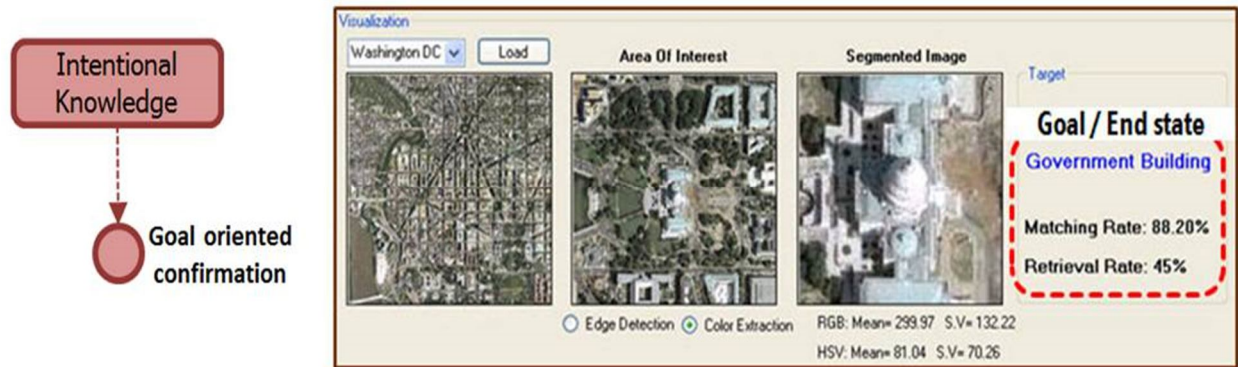 Intentional
Knowledge
Goal oriented
confirmation
Visualization
Washington DC
Load
Area Of Interest
Segmented Image
Target
Goal / End state
Government Building
Matching Rate: 88.20%
Retrieval Rate: 45%
Edge Detection
Color Extraction
RGB: Mean= 299.97 S.V= 132.22
HSV: Mean= 81.04 S.V= 70.26